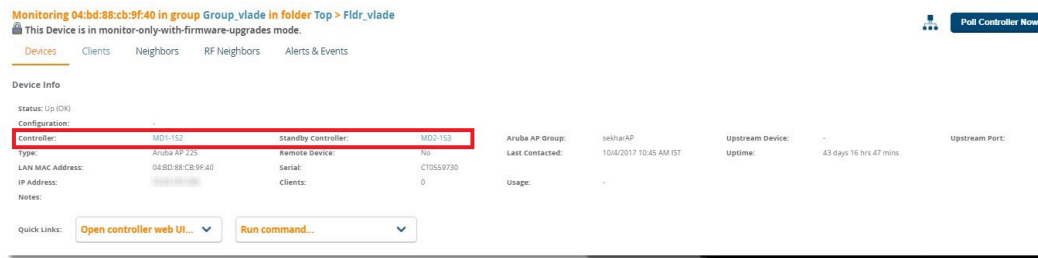 Monitoring 04:bd:88:cb:9f:40 in group Group_vlade in folder Top > Fldr_vlade
This Device is in monitor-only-with-firmware-upgrades mode.
Poll Controller Now
Devices Clients Neighbors RF Neighbors Alerts & Events
Device Info
Status: Up (OK)
Configuration: -
Controller: MD1-152 Standby Controller: MD2-153 Aruba AP Group: sekharAP Upstream Device: - Upstream Port:
Type: Aruba AP 225 Remote Device: No Last Contacted: 10/4/2017 10:45 AM IST Uptime: 43 days 16 hrs 47 mins
LAN MAC Address: 04:BD:88:CB:9F:40 Serial: CT0559730
IP Address: Clients: 0 Usage: -
Notes:
Quick Links: Open controller web UI... Run command...